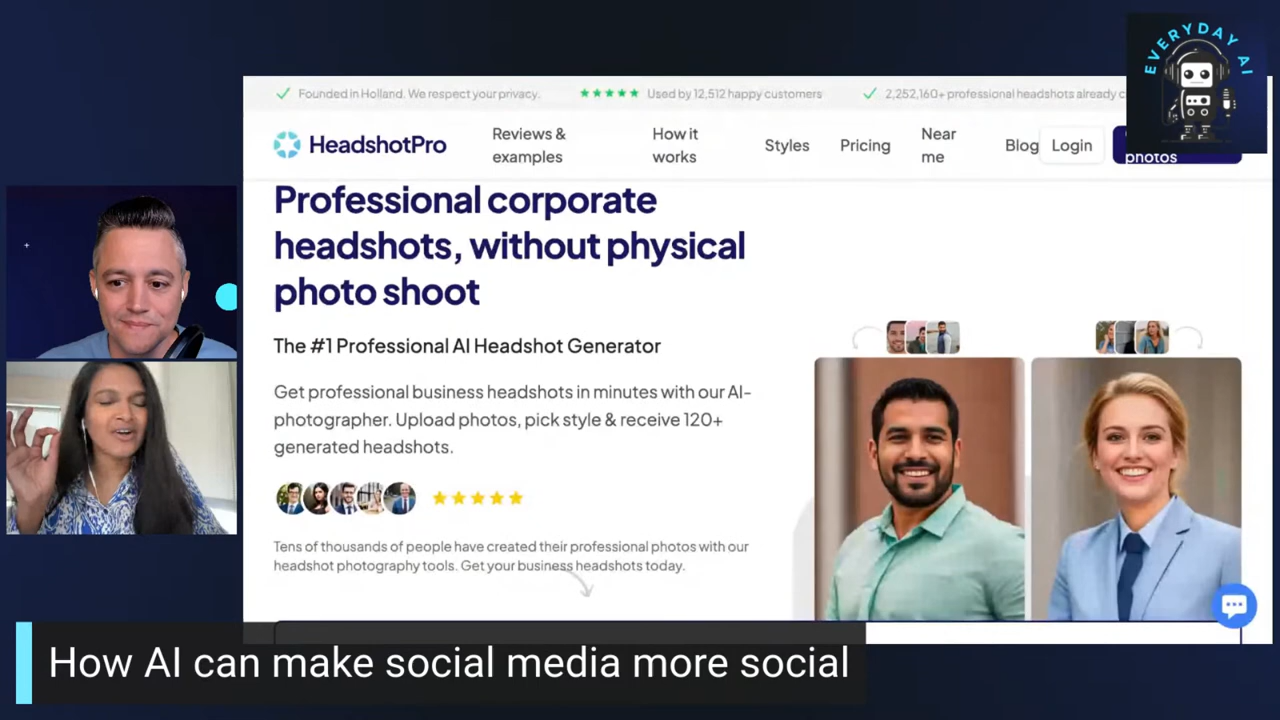 EVERYDAY AI
Founded in Holland. We respect your privacy.
Used by 12,512 happy customers
2,252,160+ professional headshots already
HeadshotPro
Reviews &
examples
How it
works
Styles
Pricing
Near
me
Blog
Login
photos
Professional corporate
headshots, without physical
photo shoot
The #1 Professional AI Headshot Generator
Get professional business headshots in minutes with our AI-
photographer. Upload photos, pick style & receive 120+
generated headshots.
Tens of thousands of people have created their professional photos with our
headshot photography tools. Get your business headshots today.
How AI can make social media more social